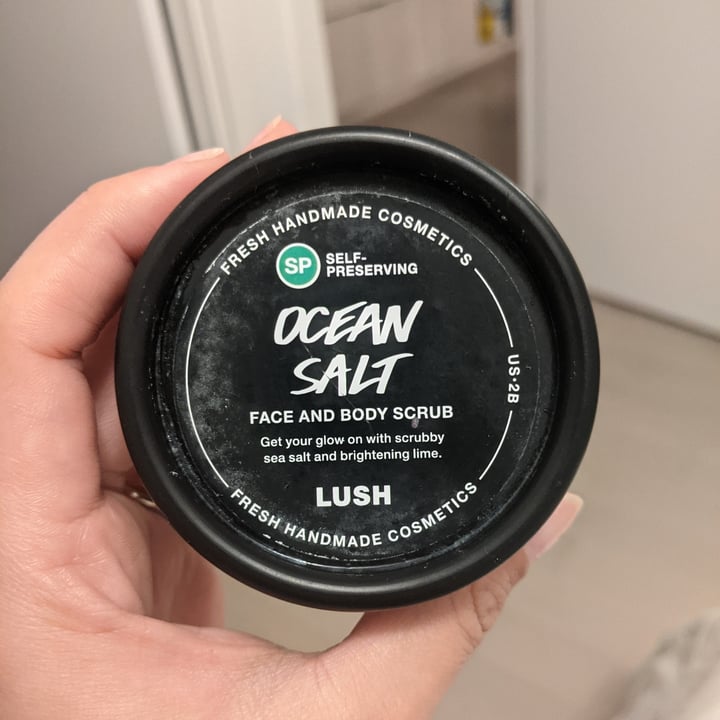 FRESH HANDMADE COSMETICS
SP SELF-
PRESERVING
OCEAN
SALT
US•2B
FACE AND BODY SCRUB
Get your glow on with scrubby
sea salt and brightening lime.
LUSH
FRESH HANDMADE COSMETICS